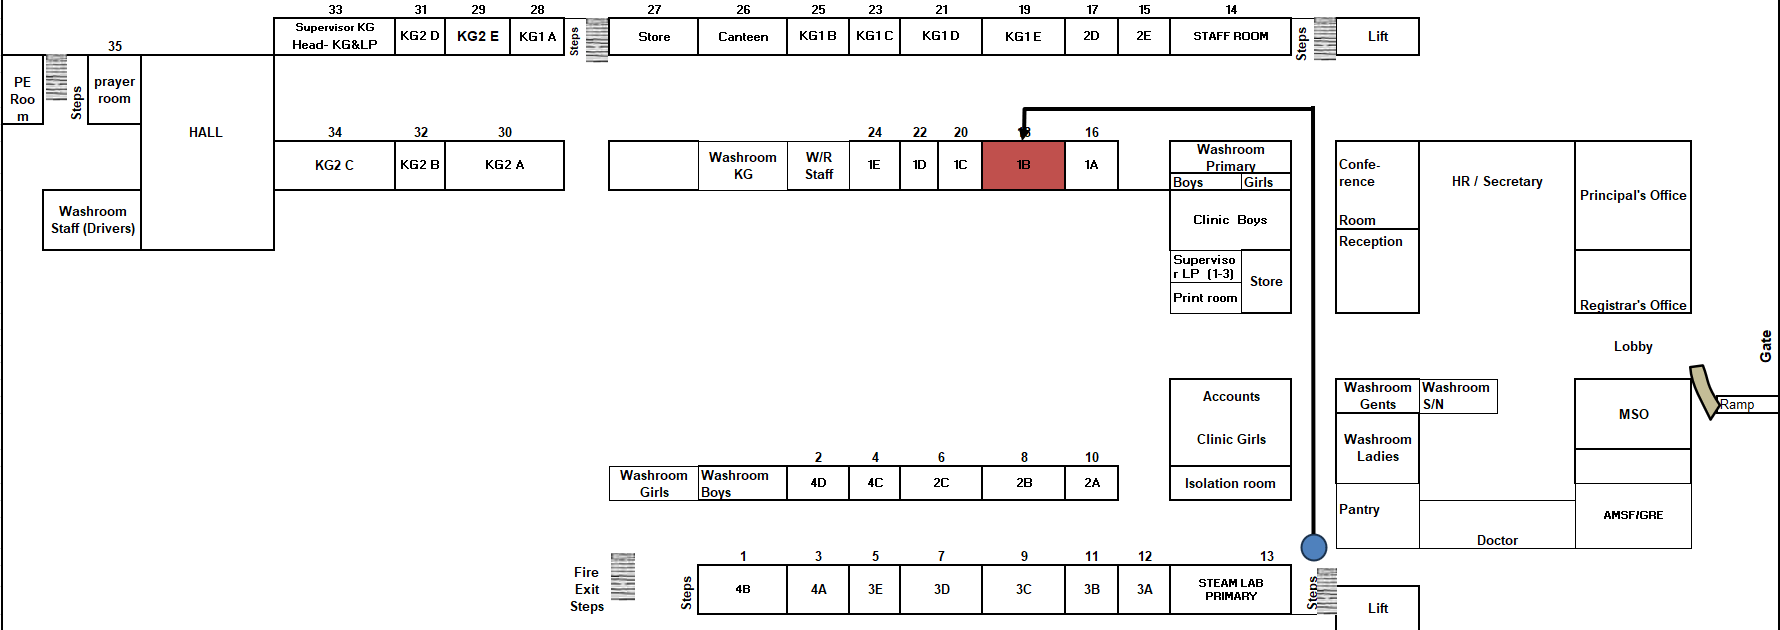 33
31
29
28
27
26
25
23
21
19
17
15
14
Supervisor KG
Head- KG&LP
KG2 D
KG2 E
KG1 A
Steps
Store
Canteen
KG1 B
KG1 C
KG1 D
KG1 E
2D
2E
STAFF ROOM
Steps
Lift
35
PE
Roo
m
Steps
prayer
room
HALL
34
32
30
24
22
20
16
KG2 C
KG2 B
KG2 A
Washroom
KG
W/R
Staff
1E
1D
1C
1B
1A
Washroom
Primary
Boys
Girls
Confe-
rence
Room
HR / Secretary
Principal's Office
Washroom
Staff (Drivers)
Clinic Boys
Reception
Superviso
r LP (1-3)
Print room
Store
Registrar's Office
Lobby
Gate
Ramp
Accounts
Clinic Girls
Isolation room
Washroom
Gents
Washroom
S/N
MSO
Washroom
Ladies
2
4
6
8
10
Washroom
Girls
Washroom
Boys
4D
4C
2C
2B
2A
Pantry
Doctor
AMSF/GRE
Fire
Exit
Steps
Steps
1
3
5
7
9
11
12
13
4B
4A
3E
3D
3C
3B
3A
STEAM LAB
PRIMARY
Steps
Lift